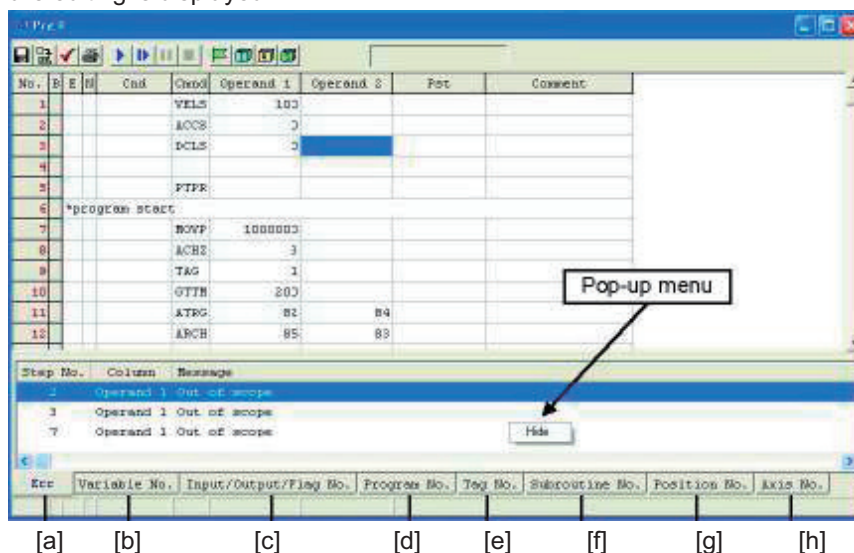 No. B E N Cnd Cmnd Operand 1 Operand 2 Pst Comment
1 VELS
2 ACCS
3 DCLS
4
5 PTPR
6 *program start
7 MOVP
8 ACHZ 3
9 TAG 1
10 GTTM
11 ATRG 82 84
12 ARCH 85 83
Pop-up menu
Step No. Column Message
2 Operand 1 Out of scope
3 Operand 1 Out of scope
7 Operand 1 Out of scope
Hide
Err Variable No. Input/Output/Flag No. Program No. Tag No. Subroutine No. Position No. Axis No.
[a] [b] [c] [d] [e] [f] [g] [h]